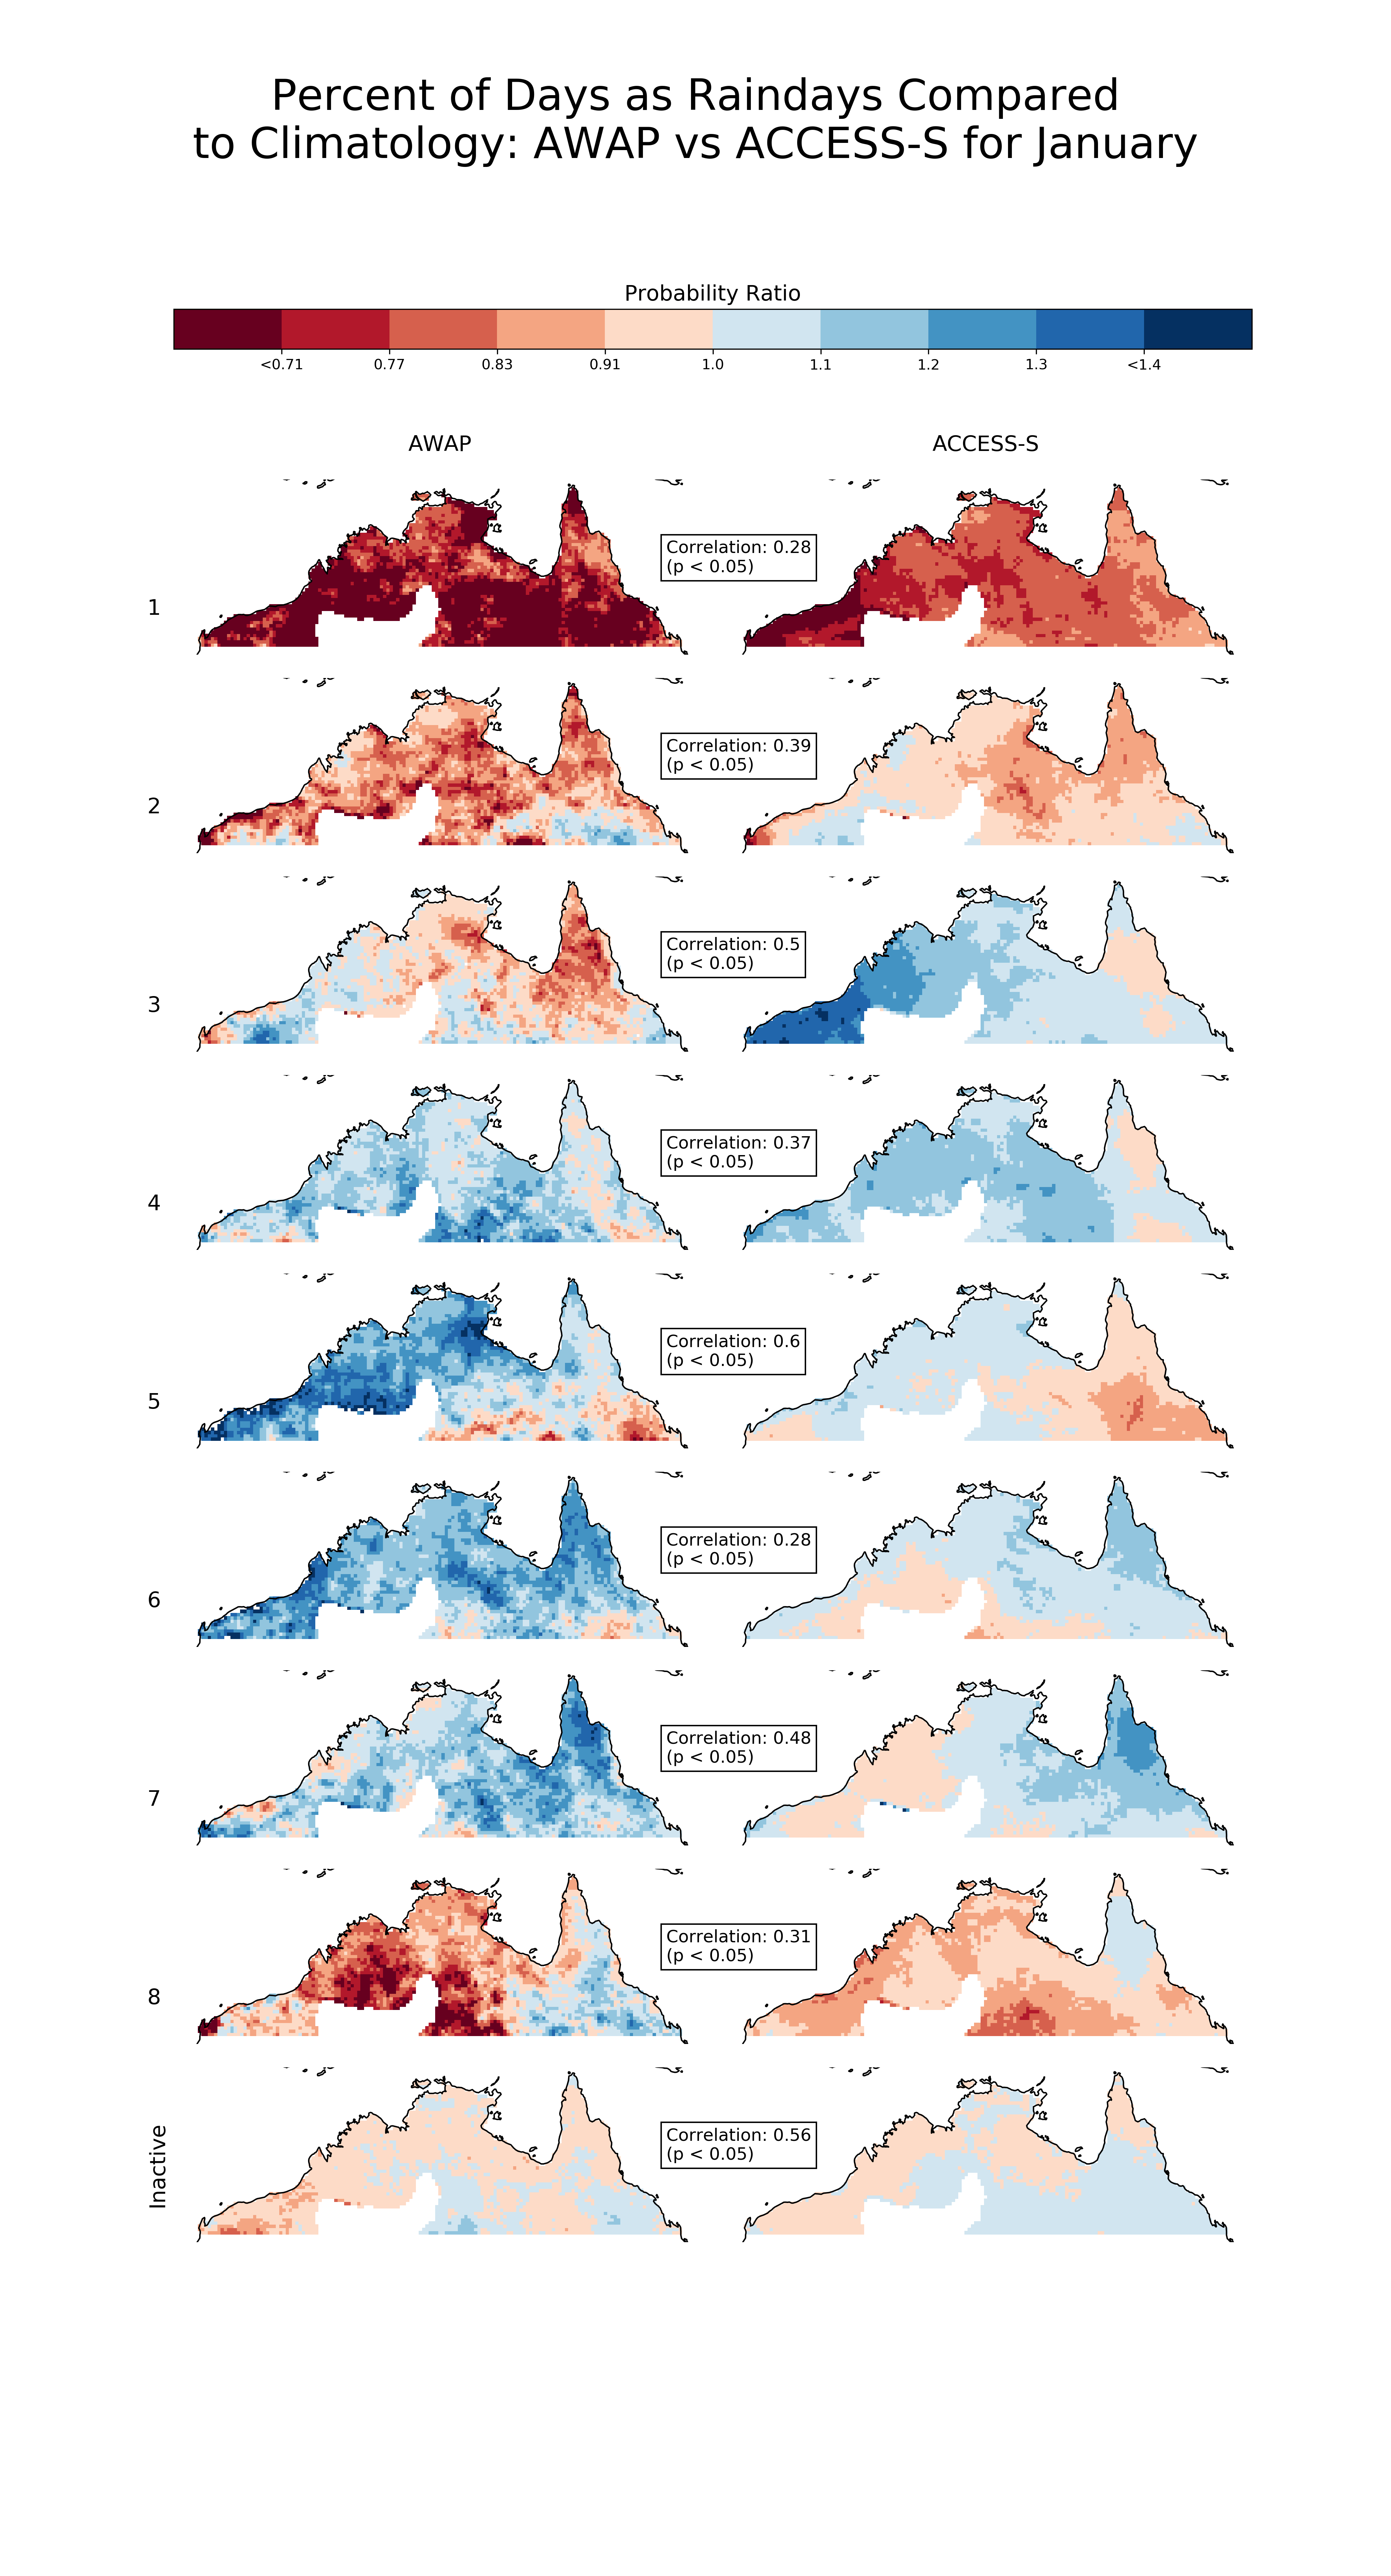 Percent of Days as Raindays Compared
to Climatology: AWAP vs ACCESS-S for January
Probability Ratio
<0.71 0.77 0.83 0.91 1.0 1.1 1.2 1.3 <1.4
AWAP ACCESS-S
Correlation: 0.28
(p < 0.05)
1
Correlation: 0.39
(p < 0.05)
2
Correlation: 0.5
(p < 0.05)
3
Correlation: 0.37
(p < 0.05)
4
Correlation: 0.6
(p < 0.05)
5
Correlation: 0.28
(p < 0.05)
6
Correlation: 0.48
(p < 0.05)
7
Correlation: 0.31
(p < 0.05)
8
Correlation: 0.56
(p < 0.05)
Inactive